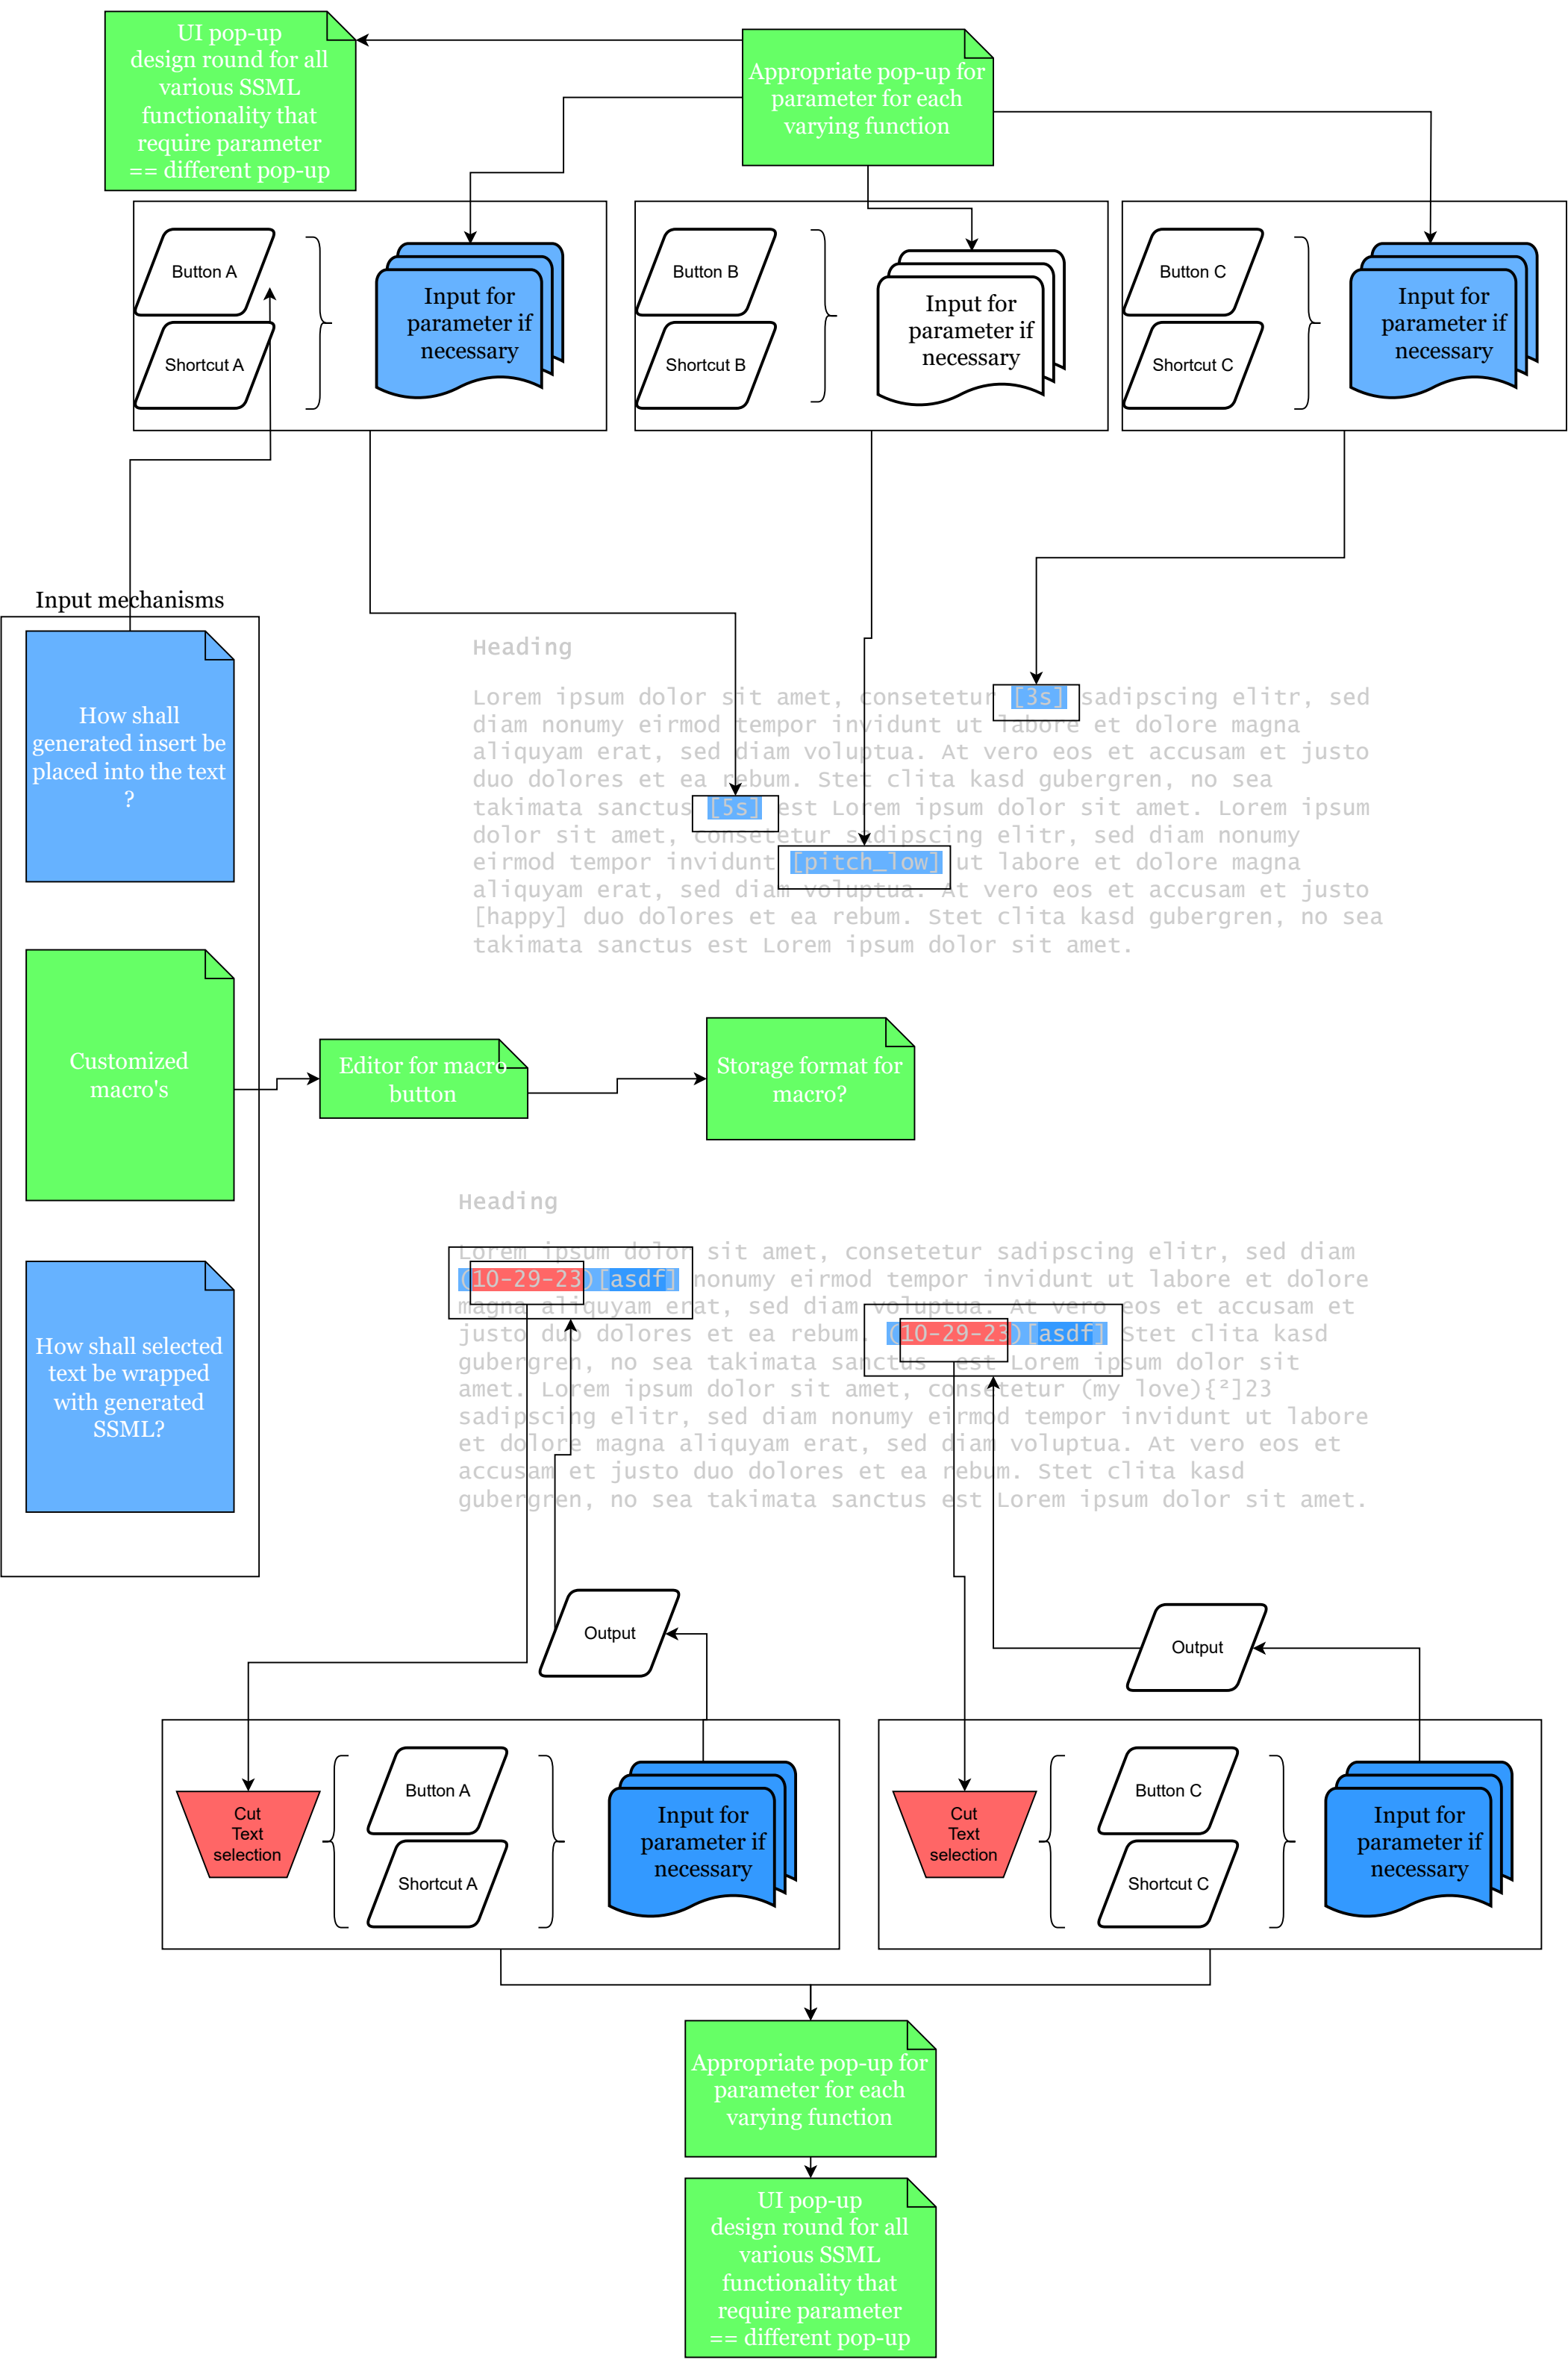 UI pop-up
design round for all
various SSML
functionality that
require parameter
== different pop-up
Appropriate pop-up for
parameter for each
varying function
Button A
Shortcut A
Input for
parameter if
necessary
Button B
Shortcut B
Input for
parameter if
necessary
Button C
Shortcut C
Input for
parameter if
necessary
Input mechanisms
How shall
generated insert be
placed into the text
?
Heading
Lorem ipsum dolor sit amet, consetetur [3s] sadipscing elitr, sed
diam nonumy eirmod tempor invidunt ut labore et dolore magna
aliquyam erat, sed diam voluptua. At vero eos et accusam et justo
duo dolores et ea rebum. Stet clita kasd gubergren, no sea
takimata sanctus [5s] est Lorem ipsum dolor sit amet. Lorem ipsum
dolor sit amet, consetetur sadipscing elitr, sed diam nonumy
eirmod tempor invidunt [pitch_low] ut labore et dolore magna
aliquyam erat, sed diam voluptua. At vero eos et accusam et justo
[happy] duo dolores et ea rebum. Stet clita kasd gubergren, no sea
takimata sanctus est Lorem ipsum dolor sit amet.
Customized
macro's
Editor for macro
button
Storage format for
macro?
How shall selected
text be wrapped
with generated
SSML?
Heading
Lorem ipsum dolor sit amet, consetetur sadipscing elitr, sed diam
(10-29-23)[asdf] nonumy eirmod tempor invidunt ut labore et dolore
magna aliquyam erat, sed diam voluptua. At vero eos et accusam et
justo duo dolores et ea rebum. (10-29-23)[asdf] Stet clita kasd
gubergren, no sea takimata sanctus  est Lorem ipsum dolor sit
amet. Lorem ipsum dolor sit amet, consetetur (my love){²]23
sadipscing elitr, sed diam nonumy eirmod tempor invidunt ut labore
et dolore magna aliquyam erat, sed diam voluptua. At vero eos et
accusam et justo duo dolores et ea rebum. Stet clita kasd
gubergren, no sea takimata sanctus est Lorem ipsum dolor sit amet.
Output
Output
Cut
Text
selection
Button A
Shortcut A
Input for
parameter if
necessary
Cut
Text
selection
Button C
Shortcut C
Input for
parameter if
necessary
Appropriate pop-up for
parameter for each
varying function
UI pop-up
design round for all
various SSML
functionality that
require parameter
== different pop-up